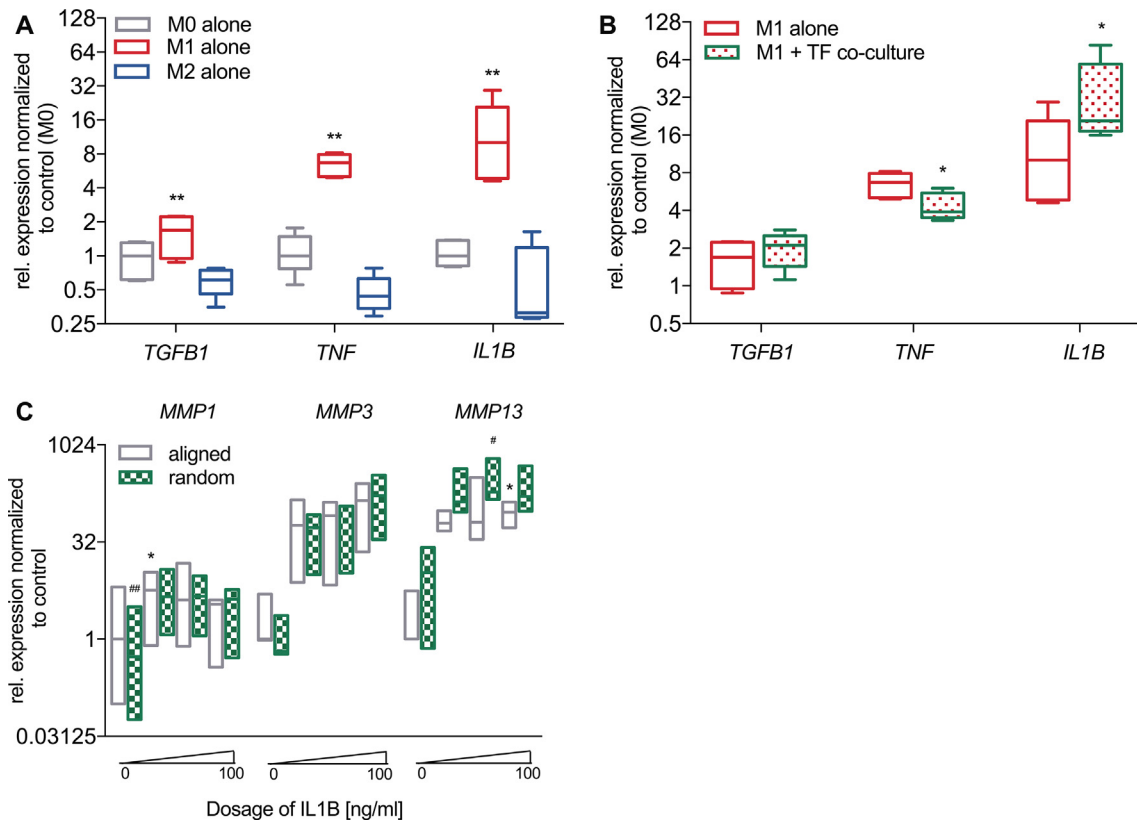 A
128
64
32
16
8
4
2
1
0.5
0.25
rel. expression normalized
to control (M0)
M0 alone
M1 alone
M2 alone
**
**
**
TGFB1
TNF
IL1B
B
128
64
32
16
8
4
2
1
0.5
rel. expression normalized
to control (M0)
M1 alone
M1 + TF co-culture
*
*
TGFB1
TNF
IL1B
C
MMP1
MMP3
MMP13
1024
32
1
0.03125
rel. expression normalized
to control
aligned
random
##
*
#
*
0
100
0
100
0
100
Dosage of IL1B [ng/ml]